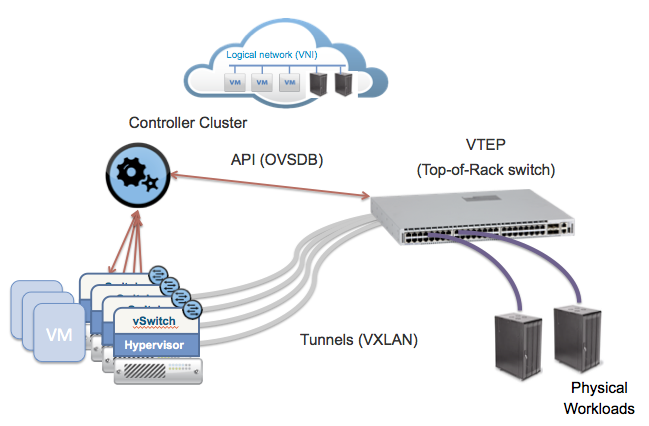 Logical network (VNI)
VM
VM
VM
Controller Cluster
API (OVSDB)
VTEP
(Top-of-Rack switch)
vSwitch
Hypervisor
VM
Tunnels (VXLAN)
Physical
Workloads